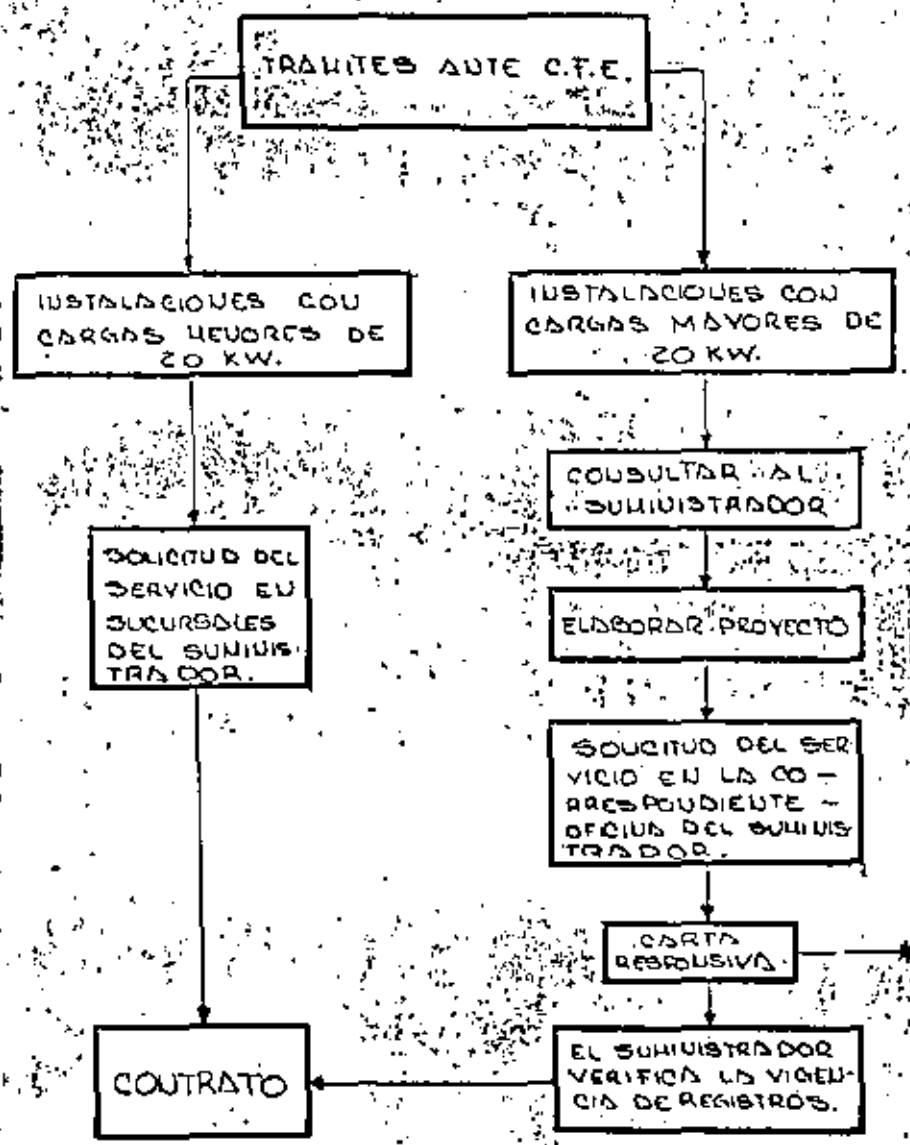 TRAMITES ANTE C.F.E.
INSTALACIONES CON
CARGAS MENORES DE
20 KW.
INSTALACIONES CON
CARGAS MAYORES DE
20 KW.
SOLICITUD DEL
SERVICIO EN
SUCURSALES
DEL SUMINIS-
TRADOR.
CONSULTAR AL
SUMINISTRADOR
ELABORAR PROYECTO
SOLICITUD DEL SER
VICIO EN LA CO-
RRESPONDIENTE-
OFICINA DEL SUMINIS
TRADOR.
CARTA
RESPONSIVA.
EL SUMINISTRADOR
VERIFICA LA VIGEN-
CIA DE REGISTROS.
CONTRATO